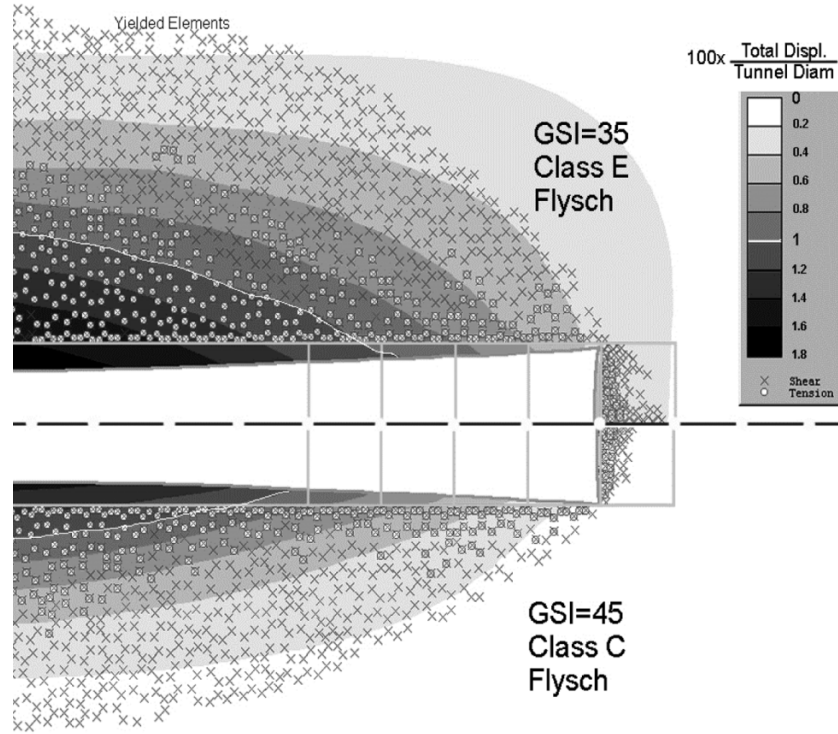 Yielded Elements
100x Total Displ.
Tunnel Diam
0
0.2
0.4
0.6
0.8
1
1.2
1.4
1.6
1.8
× Shear
○ Tension
GSI=35
Class E
Flysch
GSI=45
Class C
Flysch